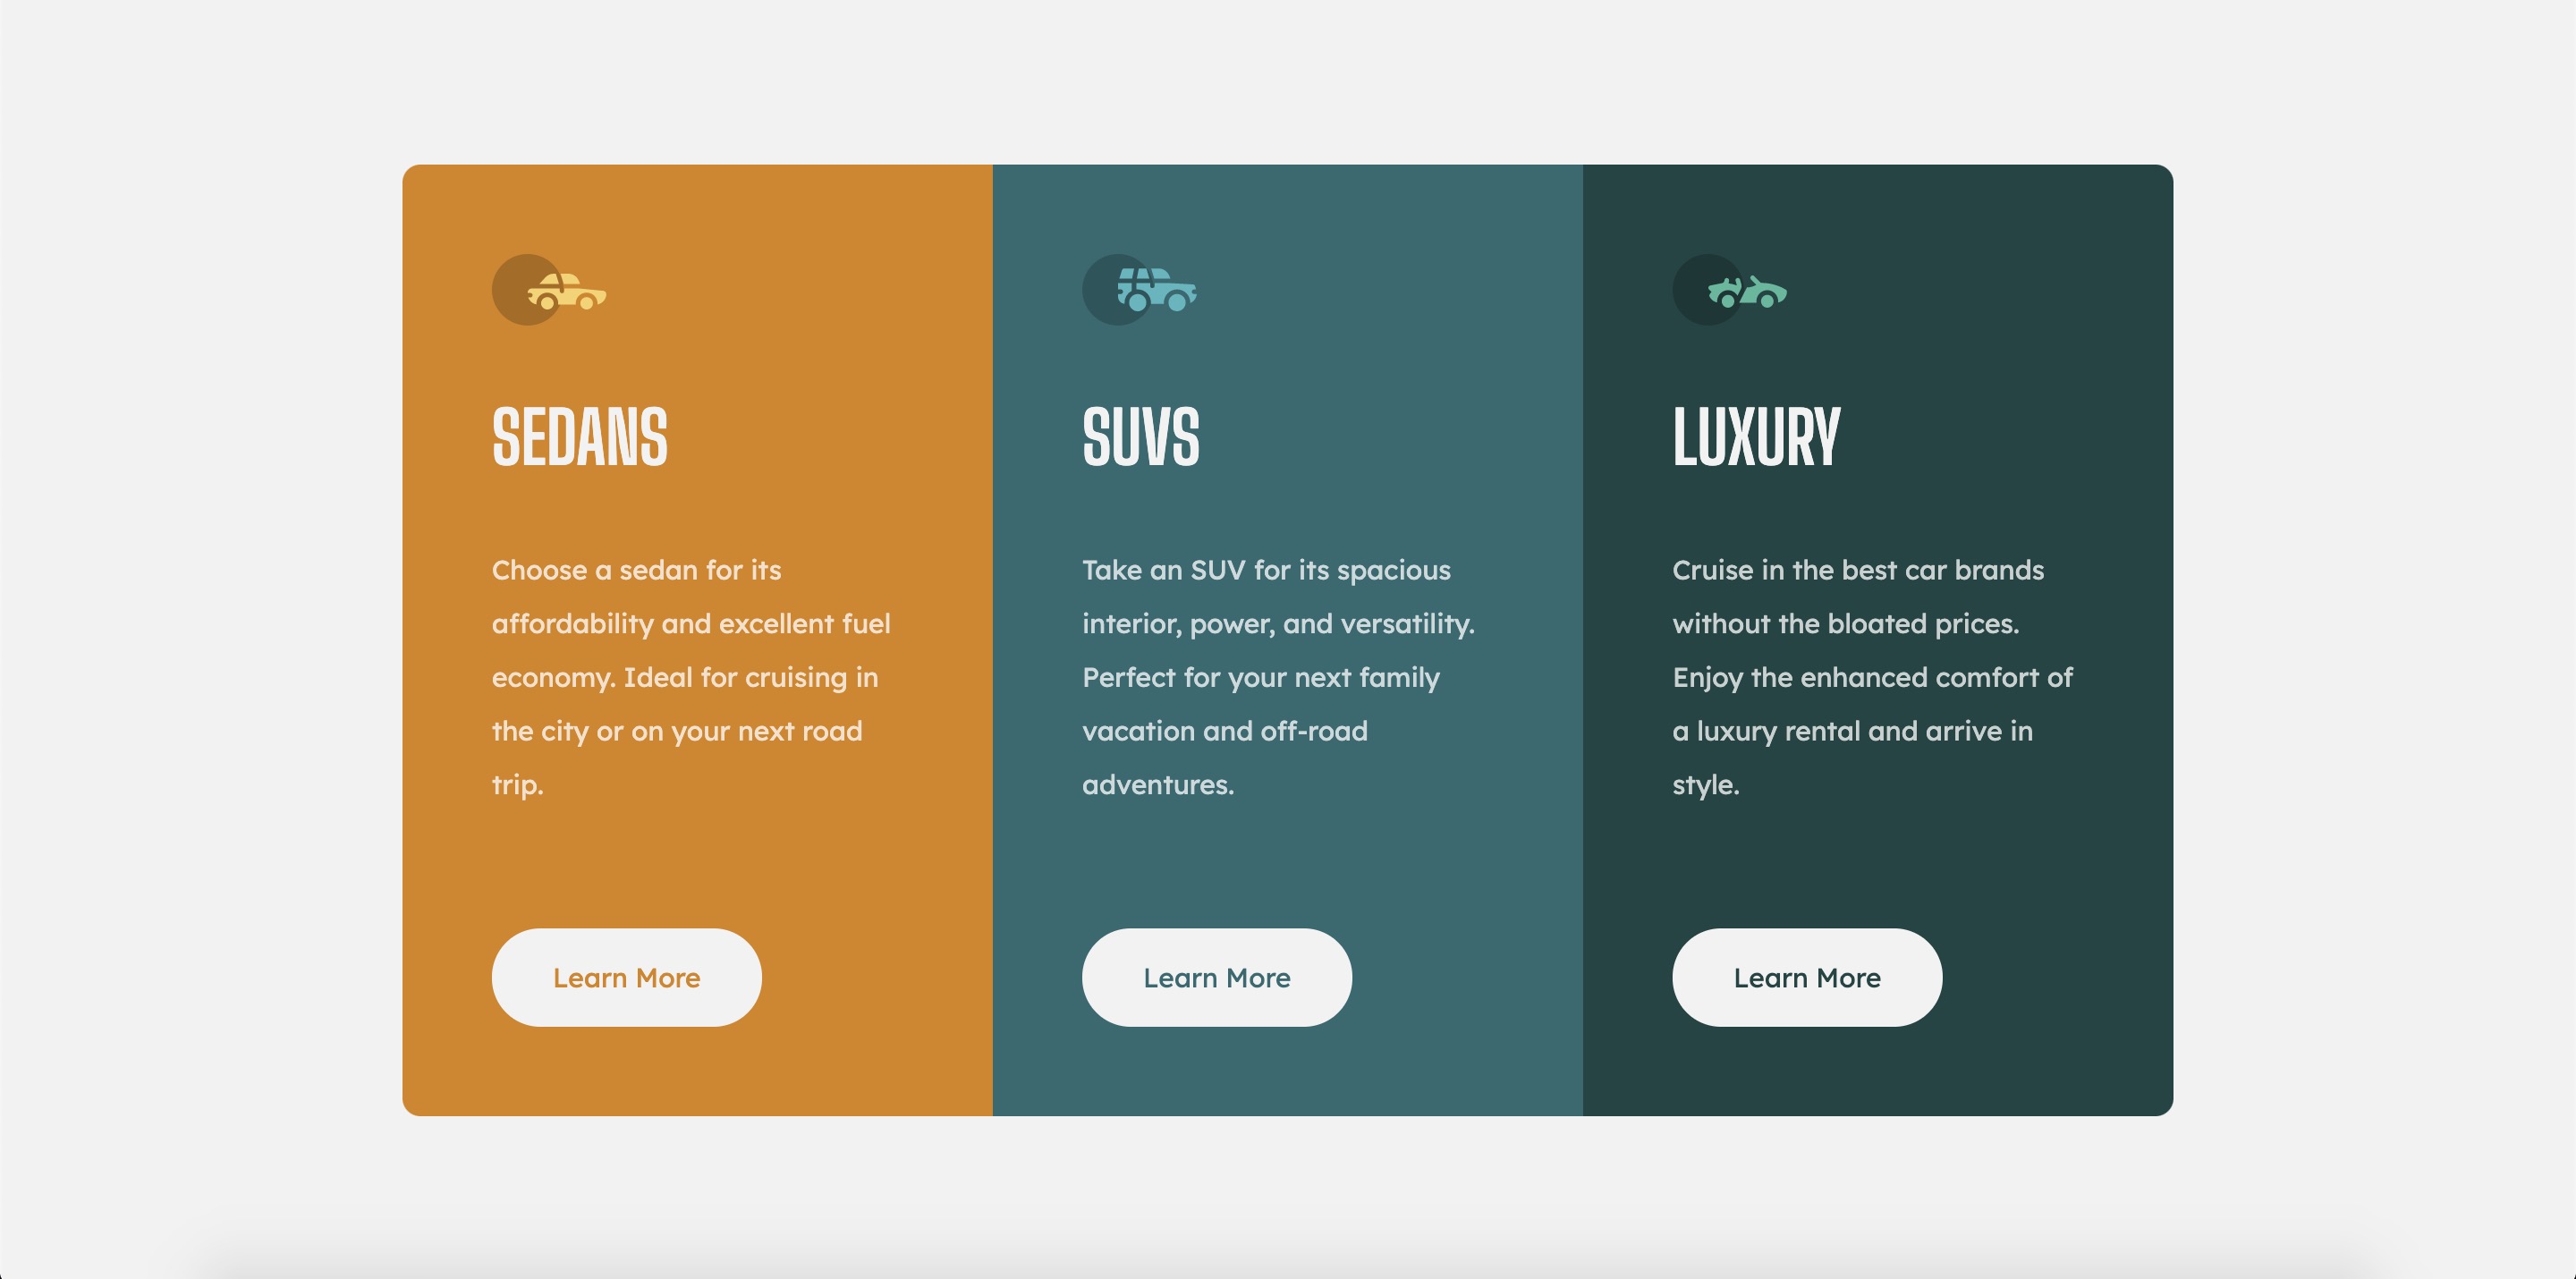 SEDANS
Choose a sedan for its
affordability and excellent fuel
economy. Ideal for cruising in
the city or on your next road
trip.
Learn More
SUVS
Take an SUV for its spacious
interior, power, and versatility.
Perfect for your next family
vacation and off-road
adventures.
Learn More
LUXURY
Cruise in the best car brands
without the bloated prices.
Enjoy the enhanced comfort of
a luxury rental and arrive in
style.
Learn More